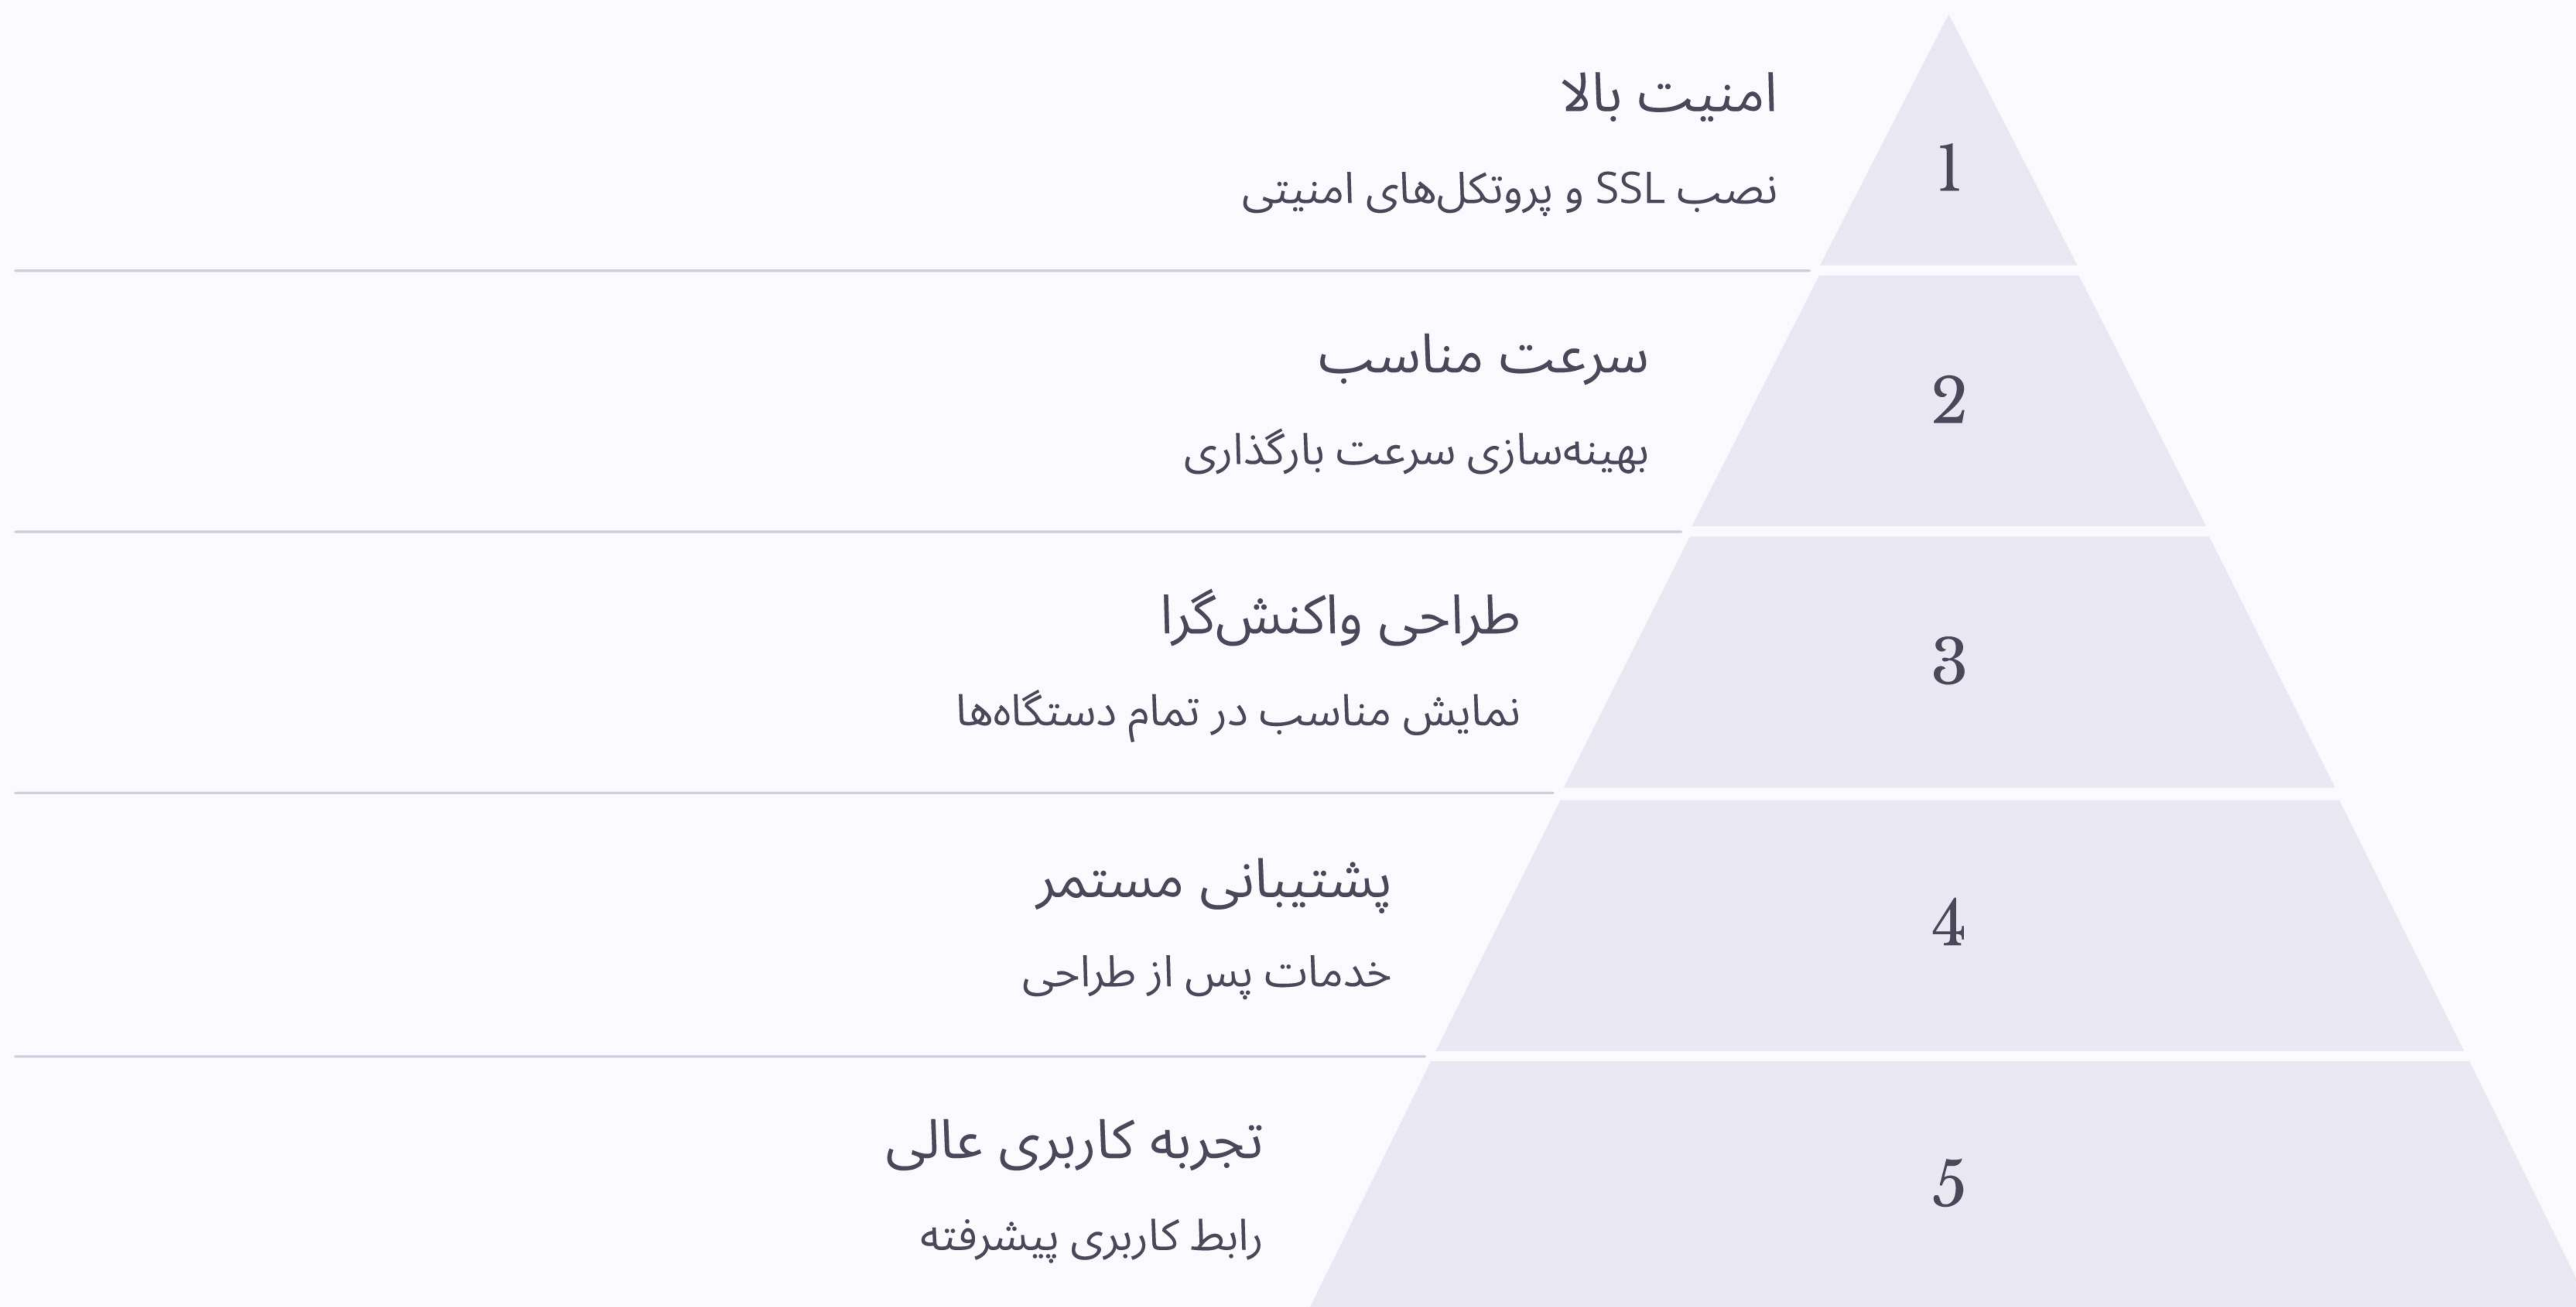 1
امنیت بالا
نصب SSL و پروتکل‌های امنیتی
2
سرعت مناسب
بهینه‌سازی سرعت بارگذاری
3
طراحی واکنش‌گرا
نمایش مناسب در تمام دستگاه‌ها
4
پشتیبانی مستمر
خدمات پس از طراحی
5
تجربه کاربری عالی
رابط کاربری پیشرفته